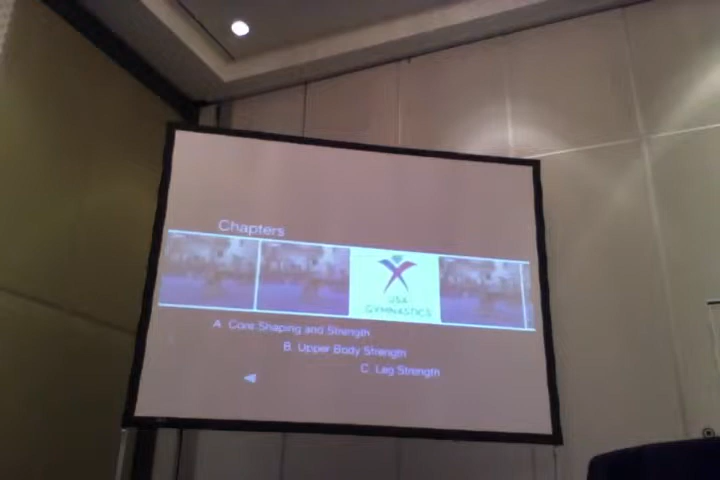 Chapters
USA
GYMNASTICS
A. Core Shaping and Strength
B. Upper Body Strength
C. Leg Strength